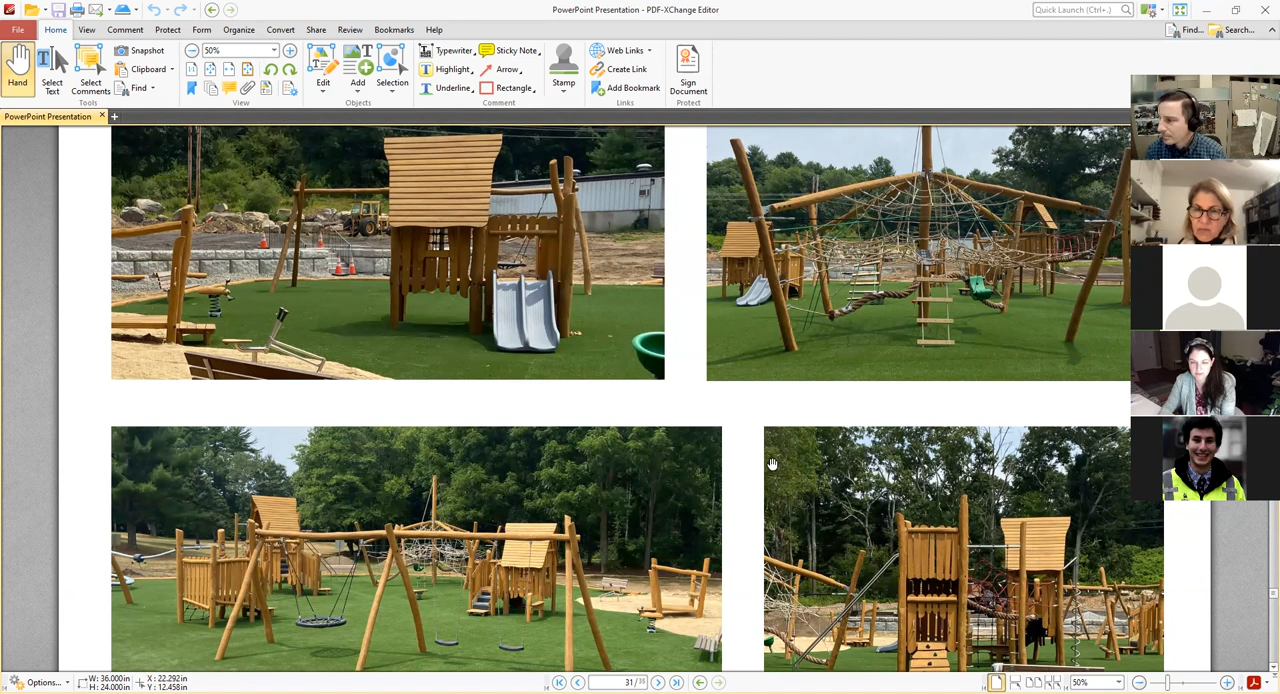 PowerPoint Presentation - PDF-XChange Editor
Quick Launch (Ctrl+.)
File Home View Comment Protect Form Organize Convert Share Review Bookmarks Help
Find... Search...
Hand
Select Text
Select Comments
Snapshot
Clipboard
Find
Tools
50%
View
Edit
Add
Selection
Objects
Typewriter
Highlight
Underline
Sticky Note
Arrow
Rectangle
Comment
Stamp
Web Links
Create Link
Add Bookmark
Links
Sign Document
Protect
PowerPoint Presentation
Options...
W: 36.000in
H: 24.000in
X: 22.292in
Y: 12.458in
31/35
50%